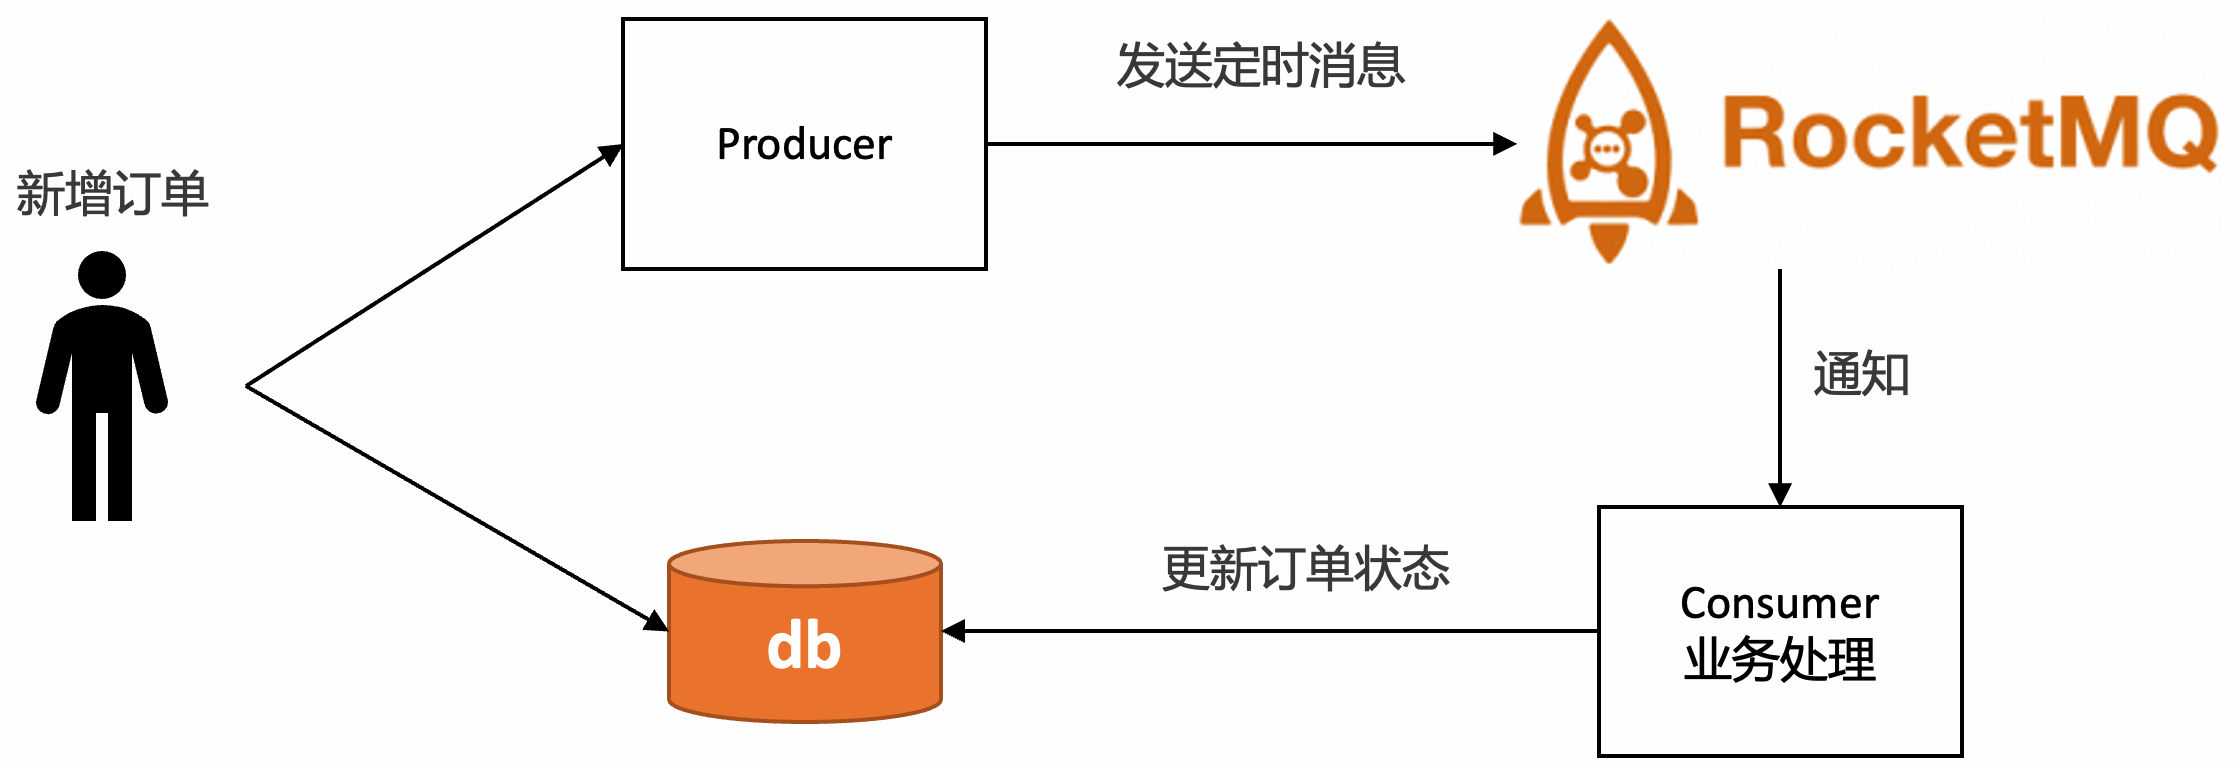 发送定时消息
Producer
RocketMQ
新增订单
通知
更新订单状态
db
Consumer
业务处理